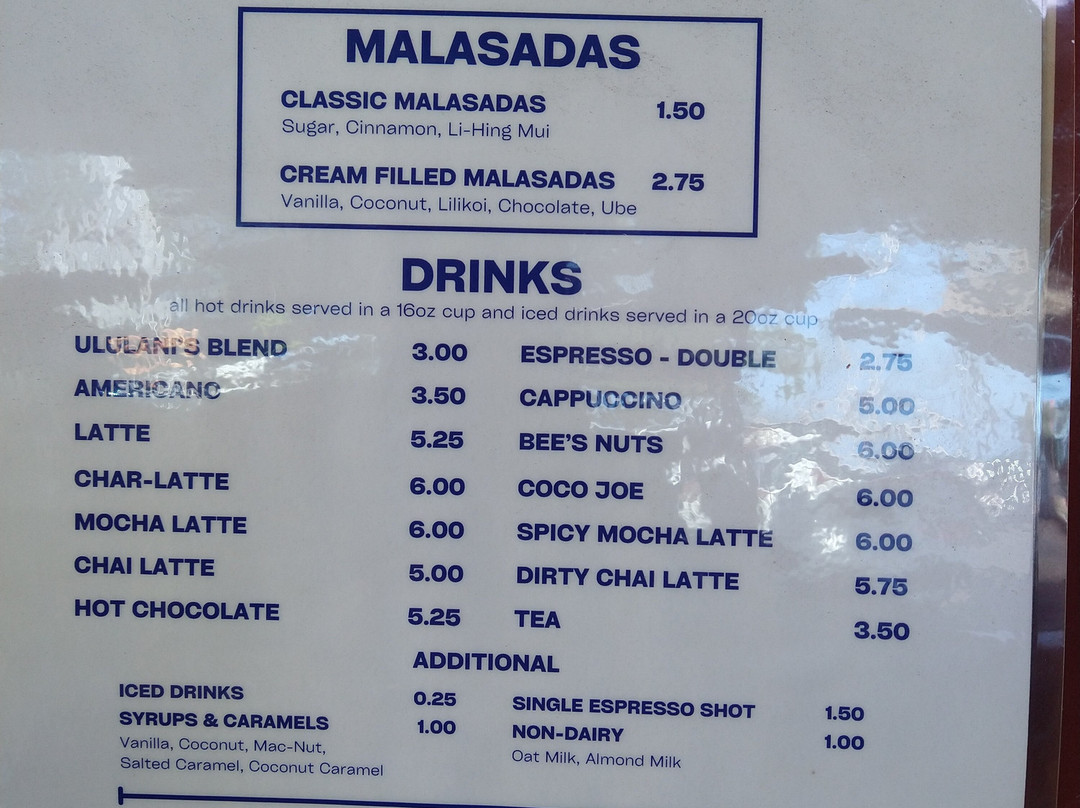 MALASADAS
CLASSIC MALASADAS 1.50
Sugar, Cinnamon, Li-Hing Mui
CREAM FILLED MALASADAS 2.75
Vanilla, Coconut, Lilikoi, Chocolate, Ube
DRINKS
all hot drinks served in a 16oz cup and iced drinks served in a 20oz cup
ULULANI'S BLEND 3.00
AMERICANO 3.50
LATTE 5.25
CHAR-LATTE 6.00
MOCHA LATTE 6.00
CHAI LATTE 5.00
HOT CHOCOLATE 5.25
ESPRESSO - DOUBLE 2.75
CAPPUCCINO 5.00
BEE'S NUTS 6.00
COCO JOE 6.00
SPICY MOCHA LATTE 6.00
DIRTY CHAI LATTE 5.75
TEA 3.50
ADDITIONAL
ICED DRINKS 0.25
SYRUPS & CARAMELS 1.00
Vanilla, Coconut, Mac-Nut,
Salted Caramel, Coconut Caramel
SINGLE ESPRESSO SHOT 1.50
NON-DAIRY 1.00
Oat Milk, Almond Milk